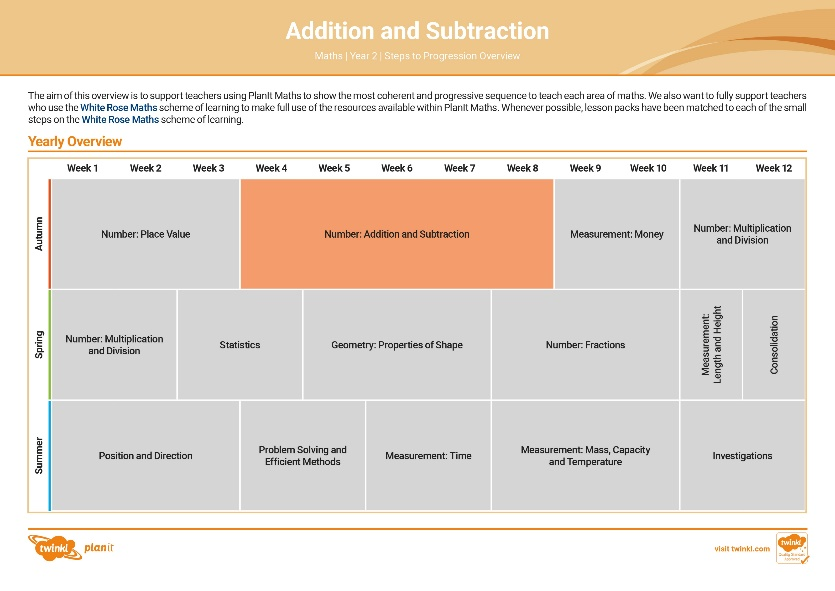 Addition and Subtraction
Maths | Year 2 | Steps to Progression Overview
The aim of this overview is to support teachers using PlanIt Maths to show the most coherent and progressive sequence to teach each area of maths. We also want to fully support teachers
who use the White Rose Maths scheme of learning to make full use of the resources available within PlanIt Maths. Whenever possible, lesson packs have been matched to each of the small
steps on the White Rose Maths scheme of learning.
Yearly Overview
Week 1 Week 2 Week 3 Week 4 Week 5 Week 6 Week 7 Week 8 Week 9 Week 10 Week 11 Week 12
Autumn
Number: Place Value
Number: Addition and Subtraction
Measurement: Money
Number: Multiplication
and Division
Spring
Number: Multiplication
and Division
Statistics
Geometry: Properties of Shape
Number: Fractions
Measurement:
Length and Height
Consolidation
Summer
Position and Direction
Problem Solving and
Efficient Methods
Measurement: Time
Measurement: Mass, Capacity
and Temperature
Investigations
twinkl planit
visit twinkl.com
twinkl